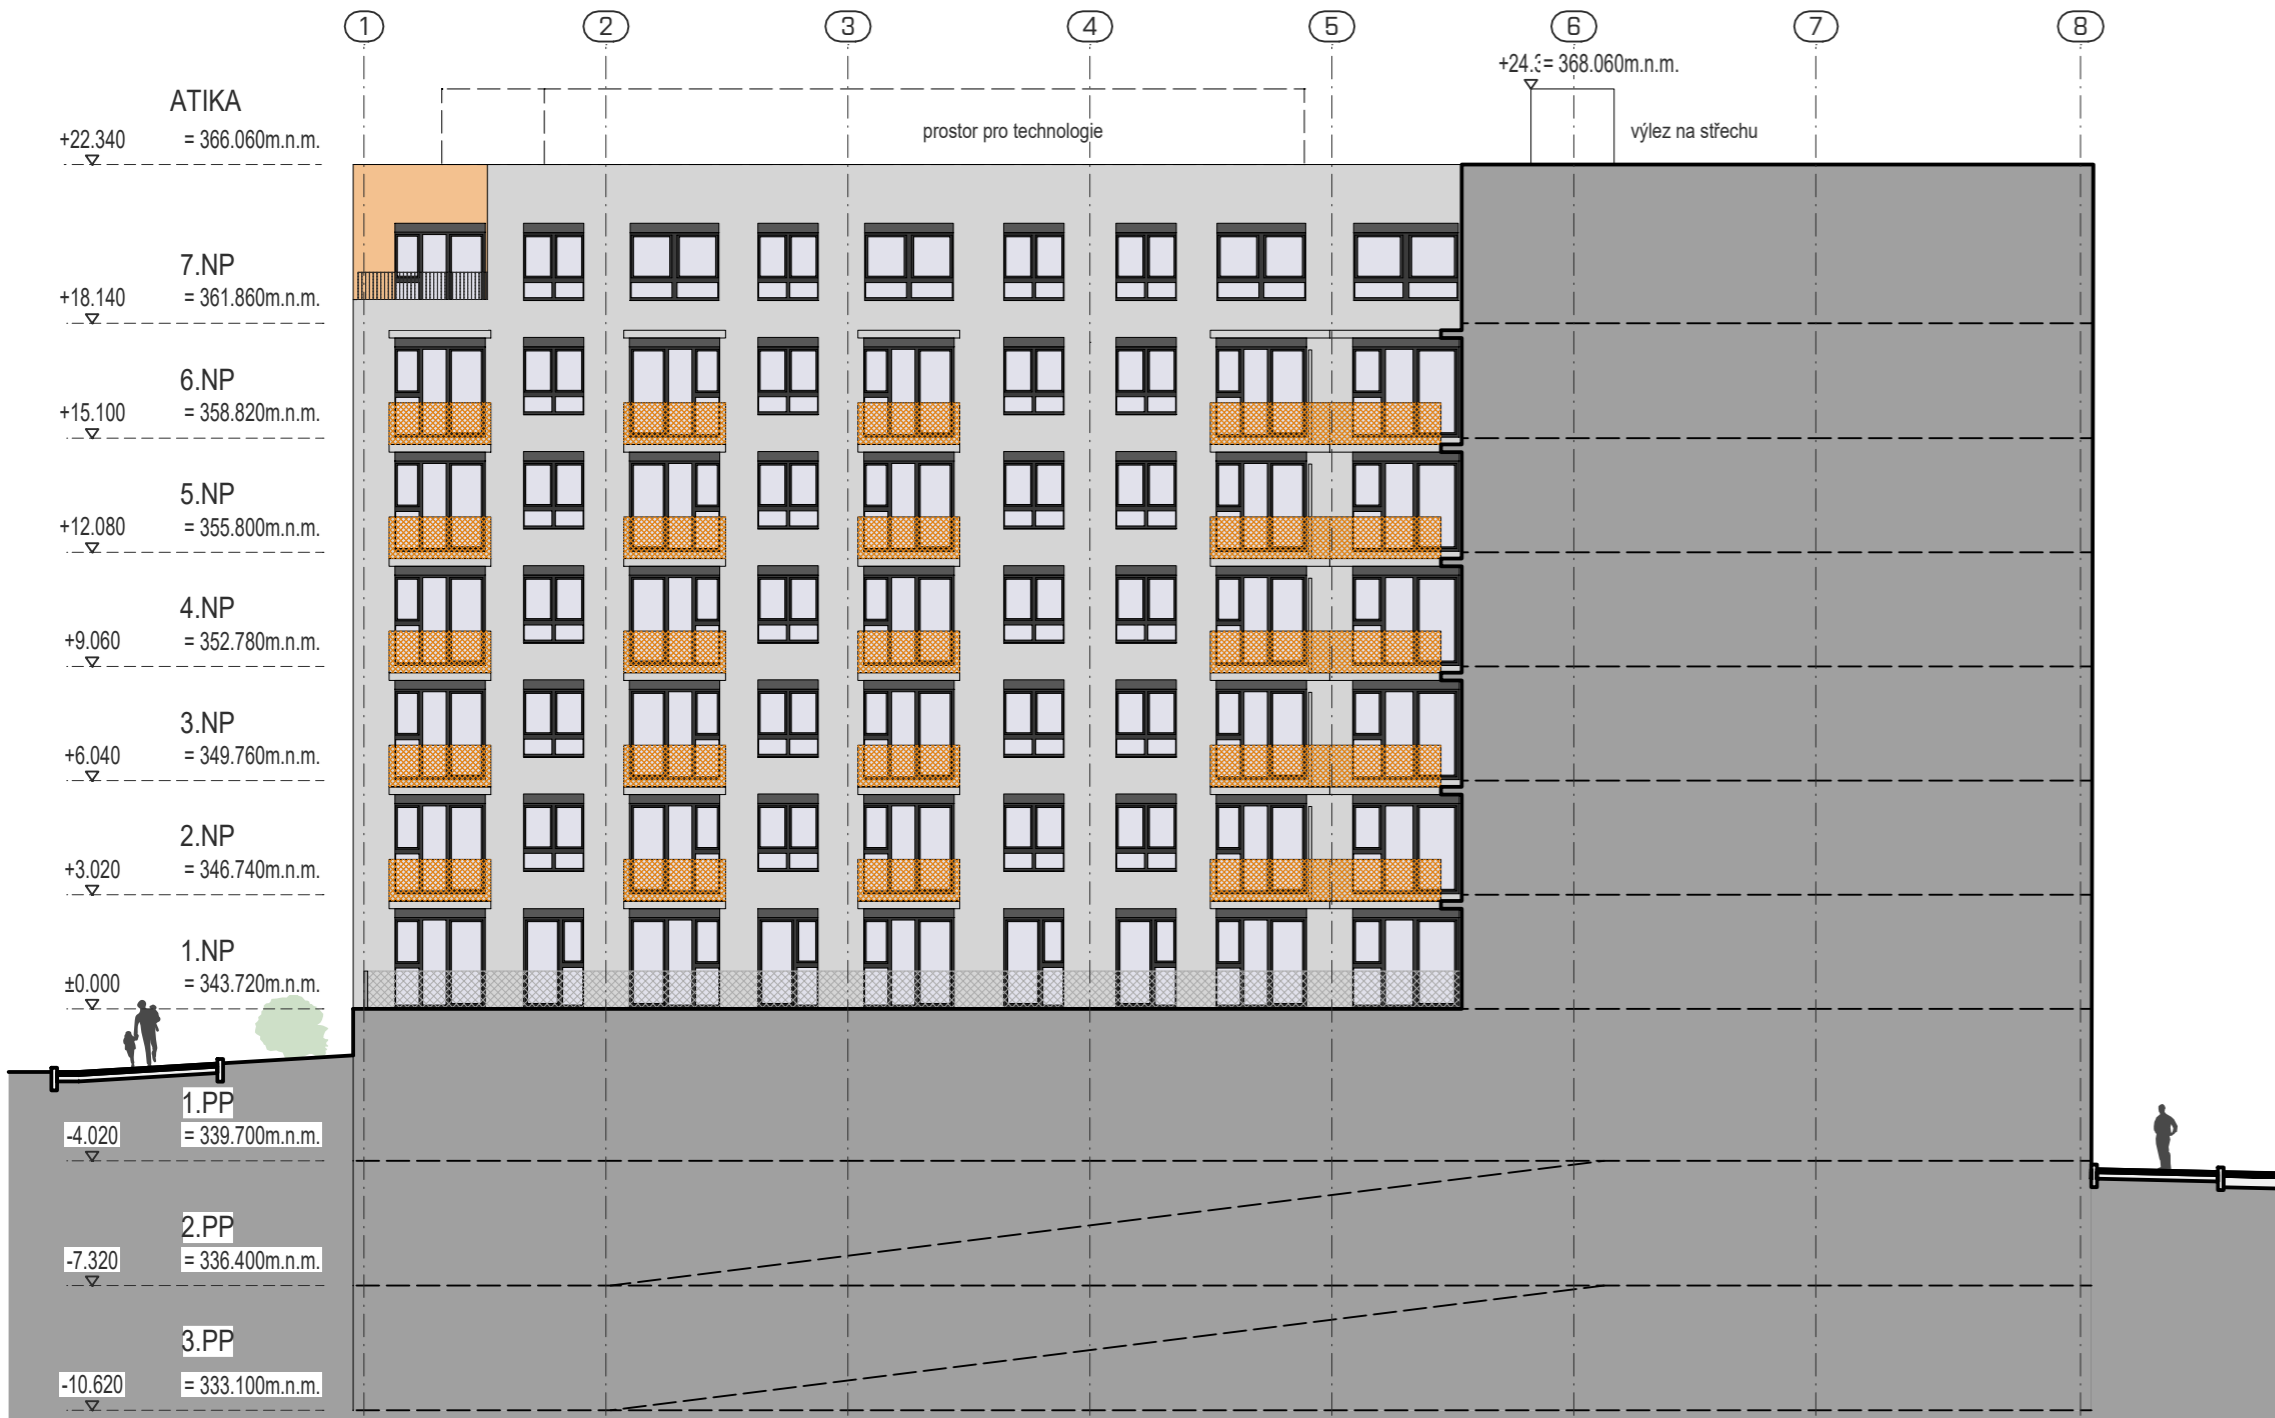 1 2 3 4 5 6 7 8
+24.3= 368.060m.n.m.
ATIKA
+22.340 = 366.060m.n.m.
prostor pro technologie
výlez na střechu
7.NP
+18.140 = 361.860m.n.m.
6.NP
+15.100 = 358.820m.n.m.
5.NP
+12.080 = 355.800m.n.m.
4.NP
+9.060 = 352.780m.n.m.
3.NP
+6.040 = 349.760m.n.m.
2.NP
+3.020 = 346.740m.n.m.
1.NP
±0.000 = 343.720m.n.m.
1.PP
-4.020 = 339.700m.n.m.
2.PP
-7.320 = 336.400m.n.m.
3.PP
-10.620 = 333.100m.n.m.